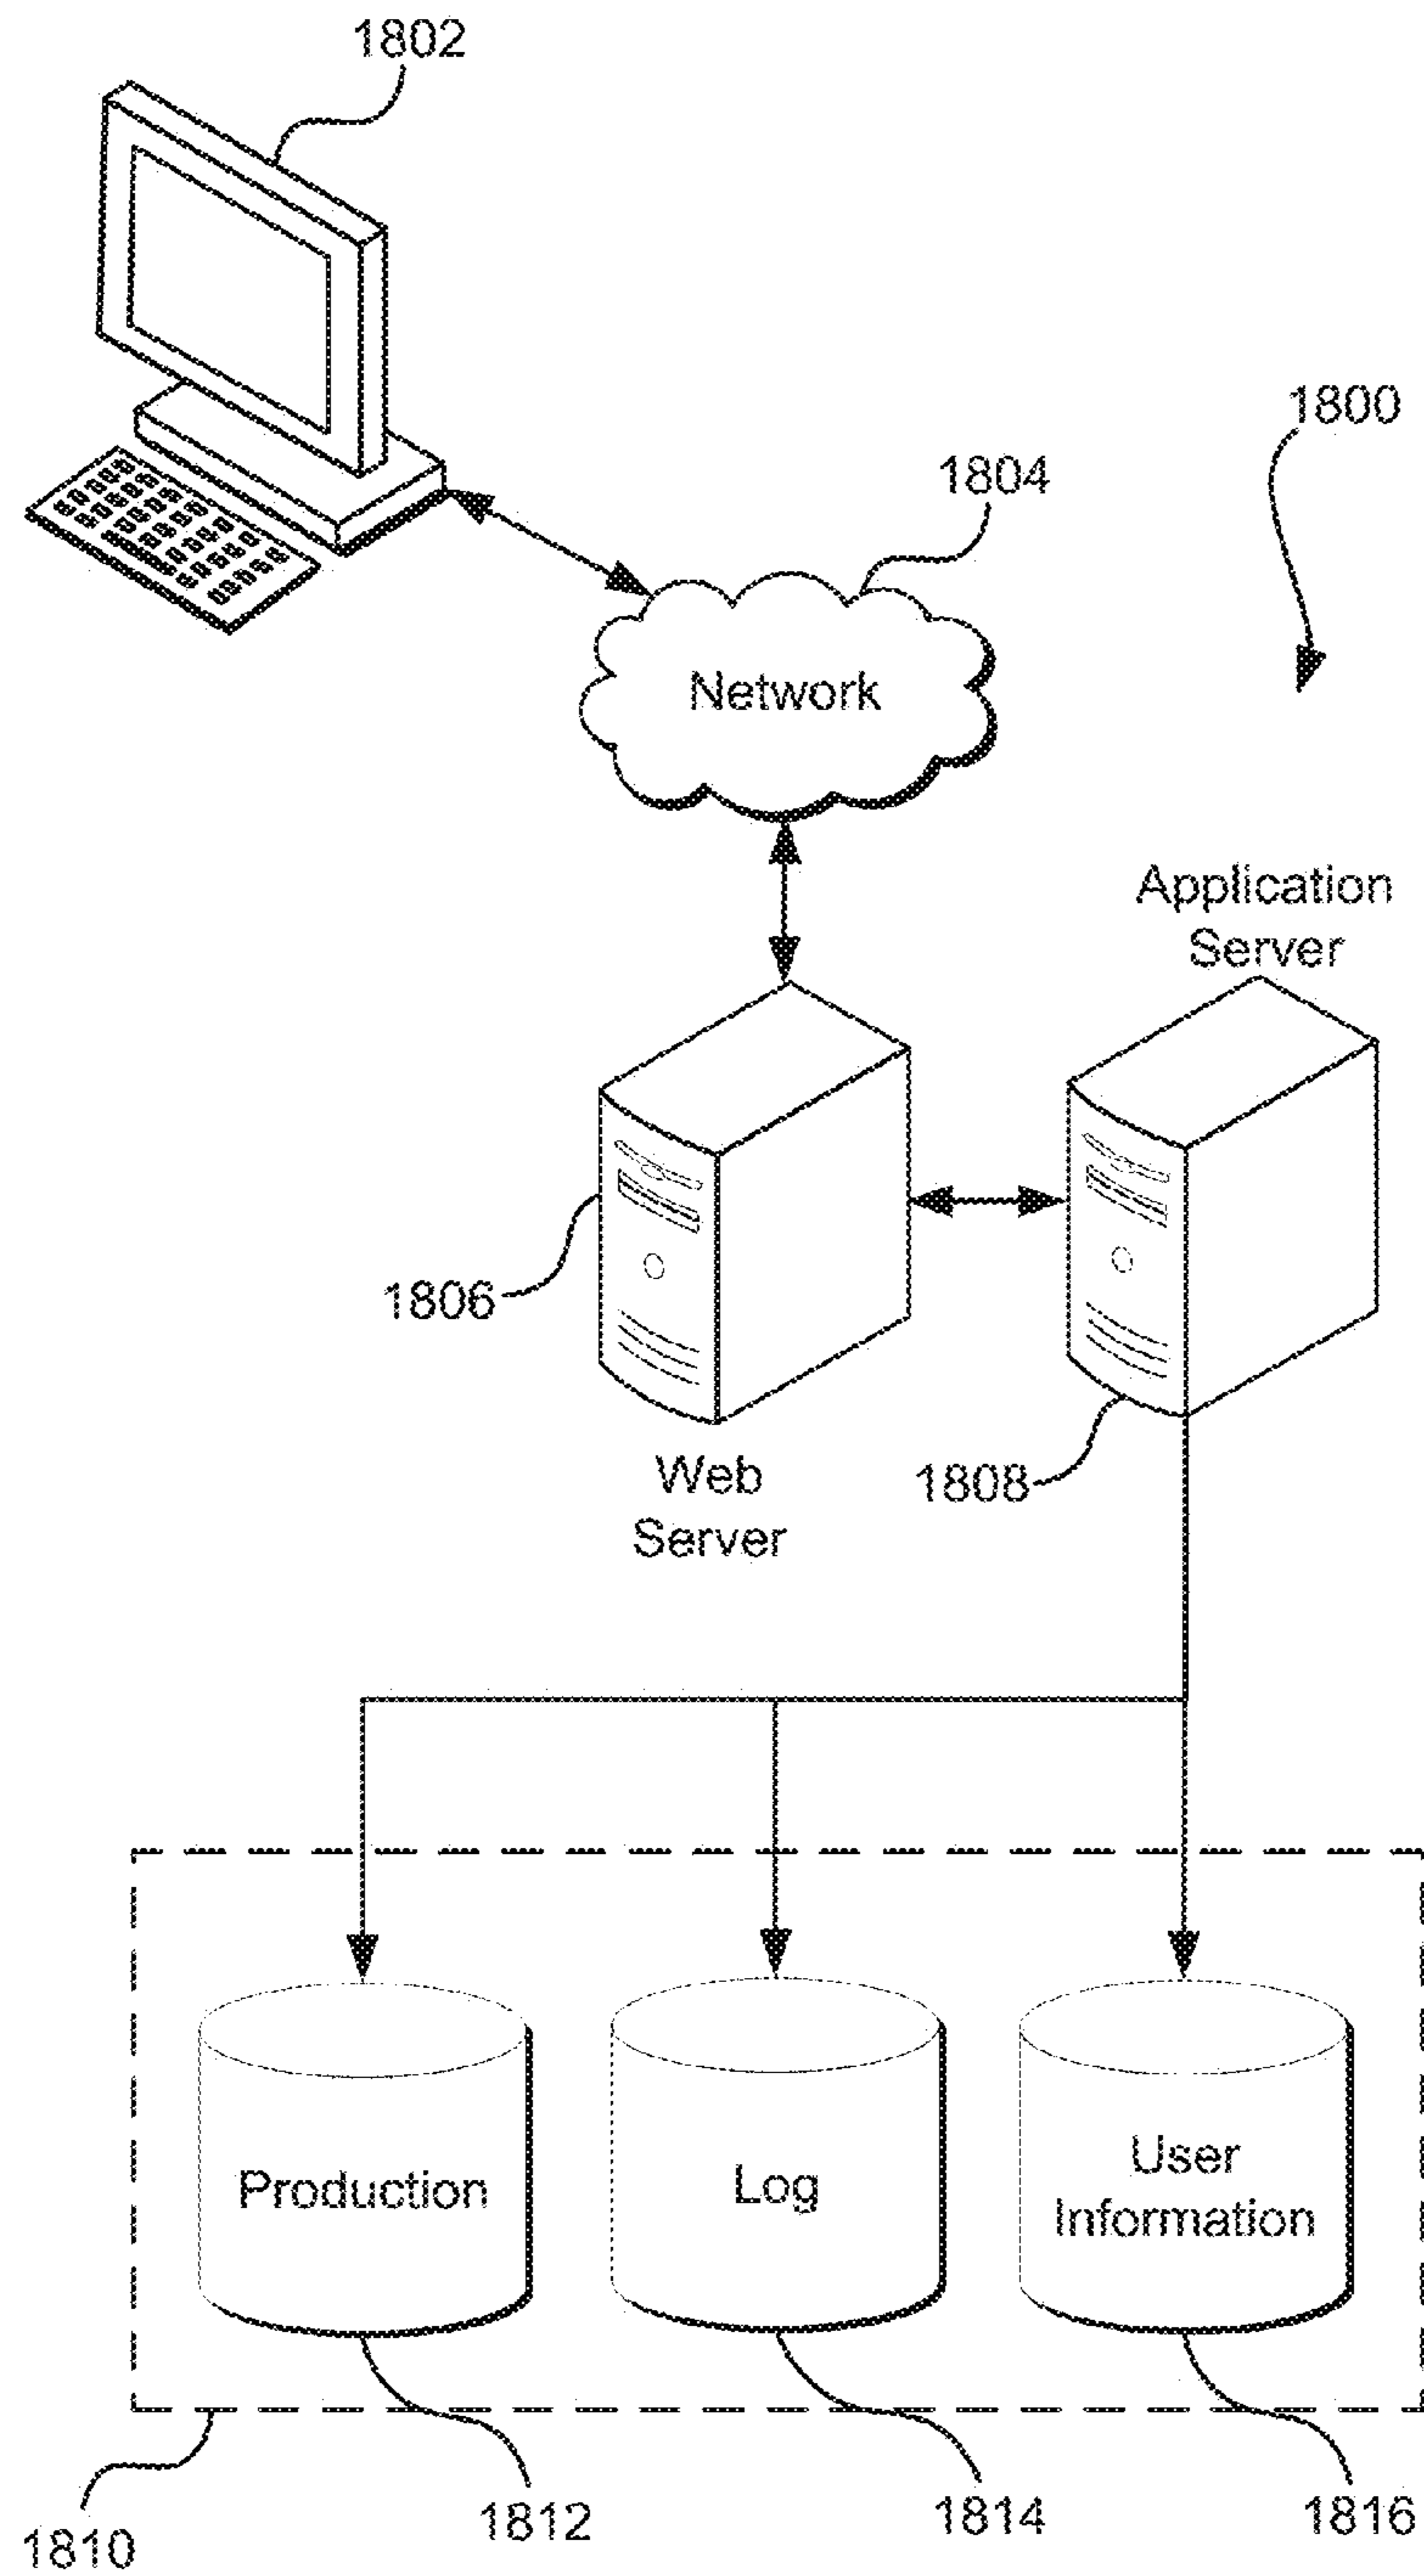 1802
1800
1804
Network
Application
Server
1806
Web
Server
1808
Production
Log
User
Information
1810
1812
1814
1816